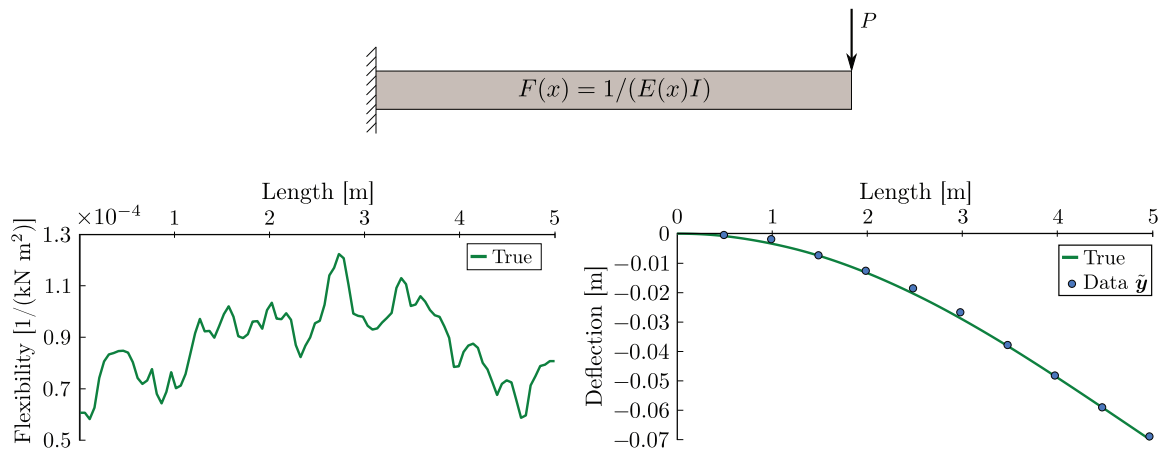 P
F(x) = 1/(E(x)I)
Length [m]
×10⁻⁴ 1 2 3 4 5
Flexibility [1/(kN m²)]
1.3
1.1
0.9
0.7
0.5
True
Length [m]
0 1 2 3 4 5
Deflection [m]
0
−0.01
−0.02
−0.03
−0.04
−0.05
−0.06
−0.07
True
Data ỹ